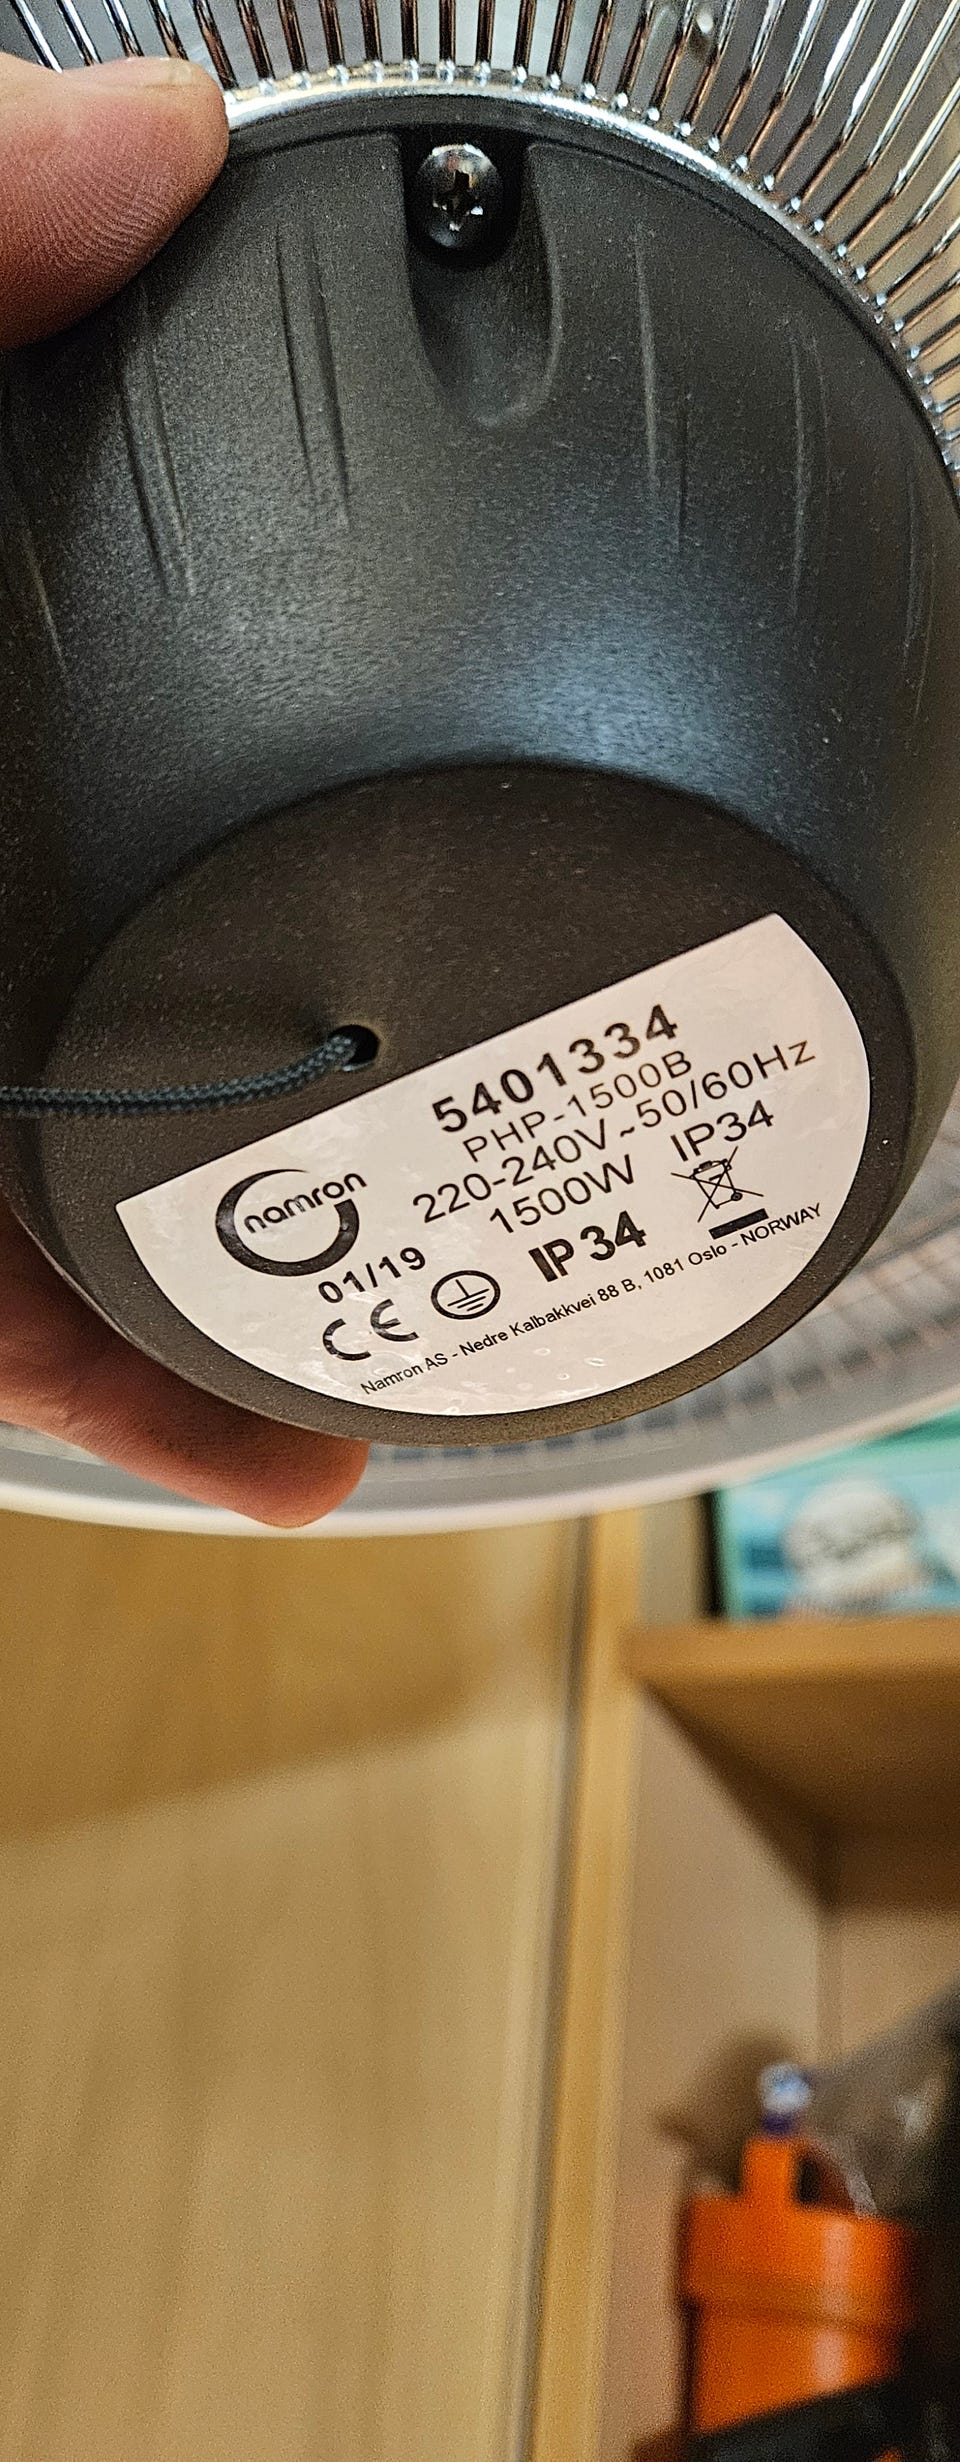 5401334
PHP-1500B
220-240V~50/60Hz
1500W IP34
namron
01/19
CE IP34
Namron AS - Nedre Kalbakkvei 88 B, 1081 Oslo - NORWAY